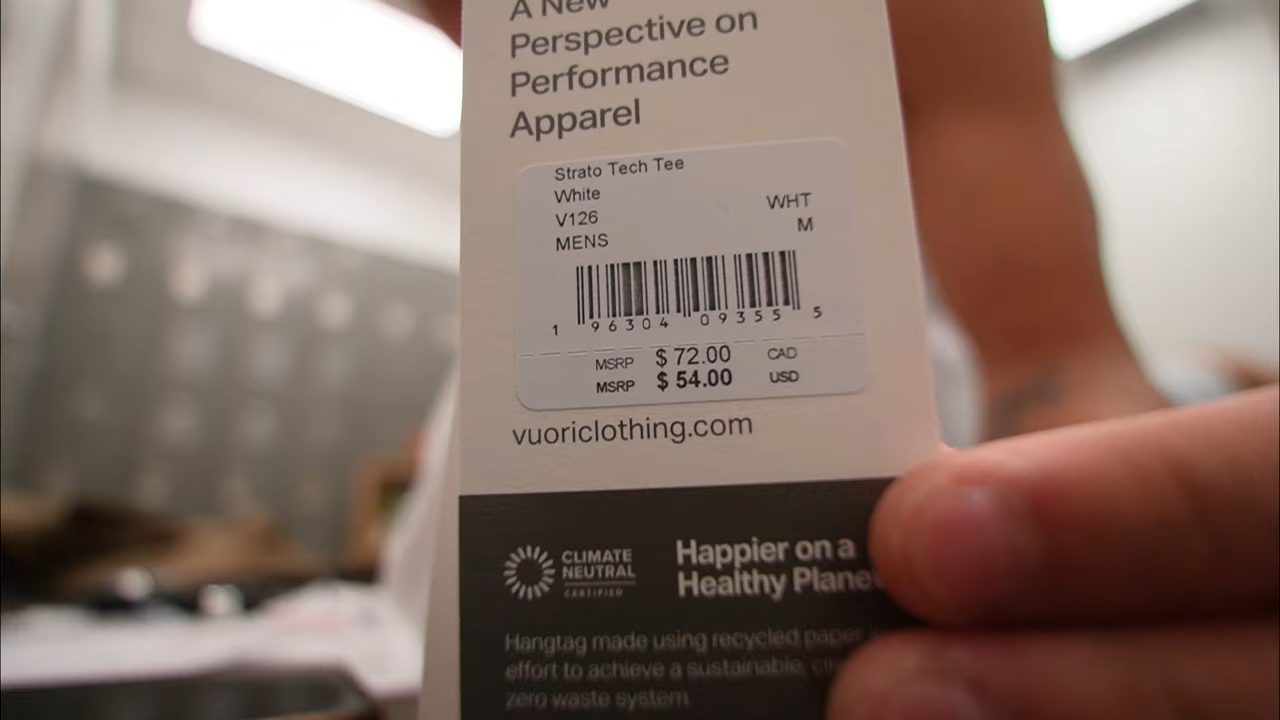 A New
Perspective on
Performance
Apparel
Strato Tech Tee
White
V126 WHT
MENS M
1 96304 09355 5
MSRP $ 72.00 CAD
MSRP $ 54.00 USD
vuoriclothing.com
CLIMATE
NEUTRAL
CERTIFIED
Happier on a
Healthy Plane
Hangtag made using recycled paper
effort to achieve a sustainable,
zero waste system.